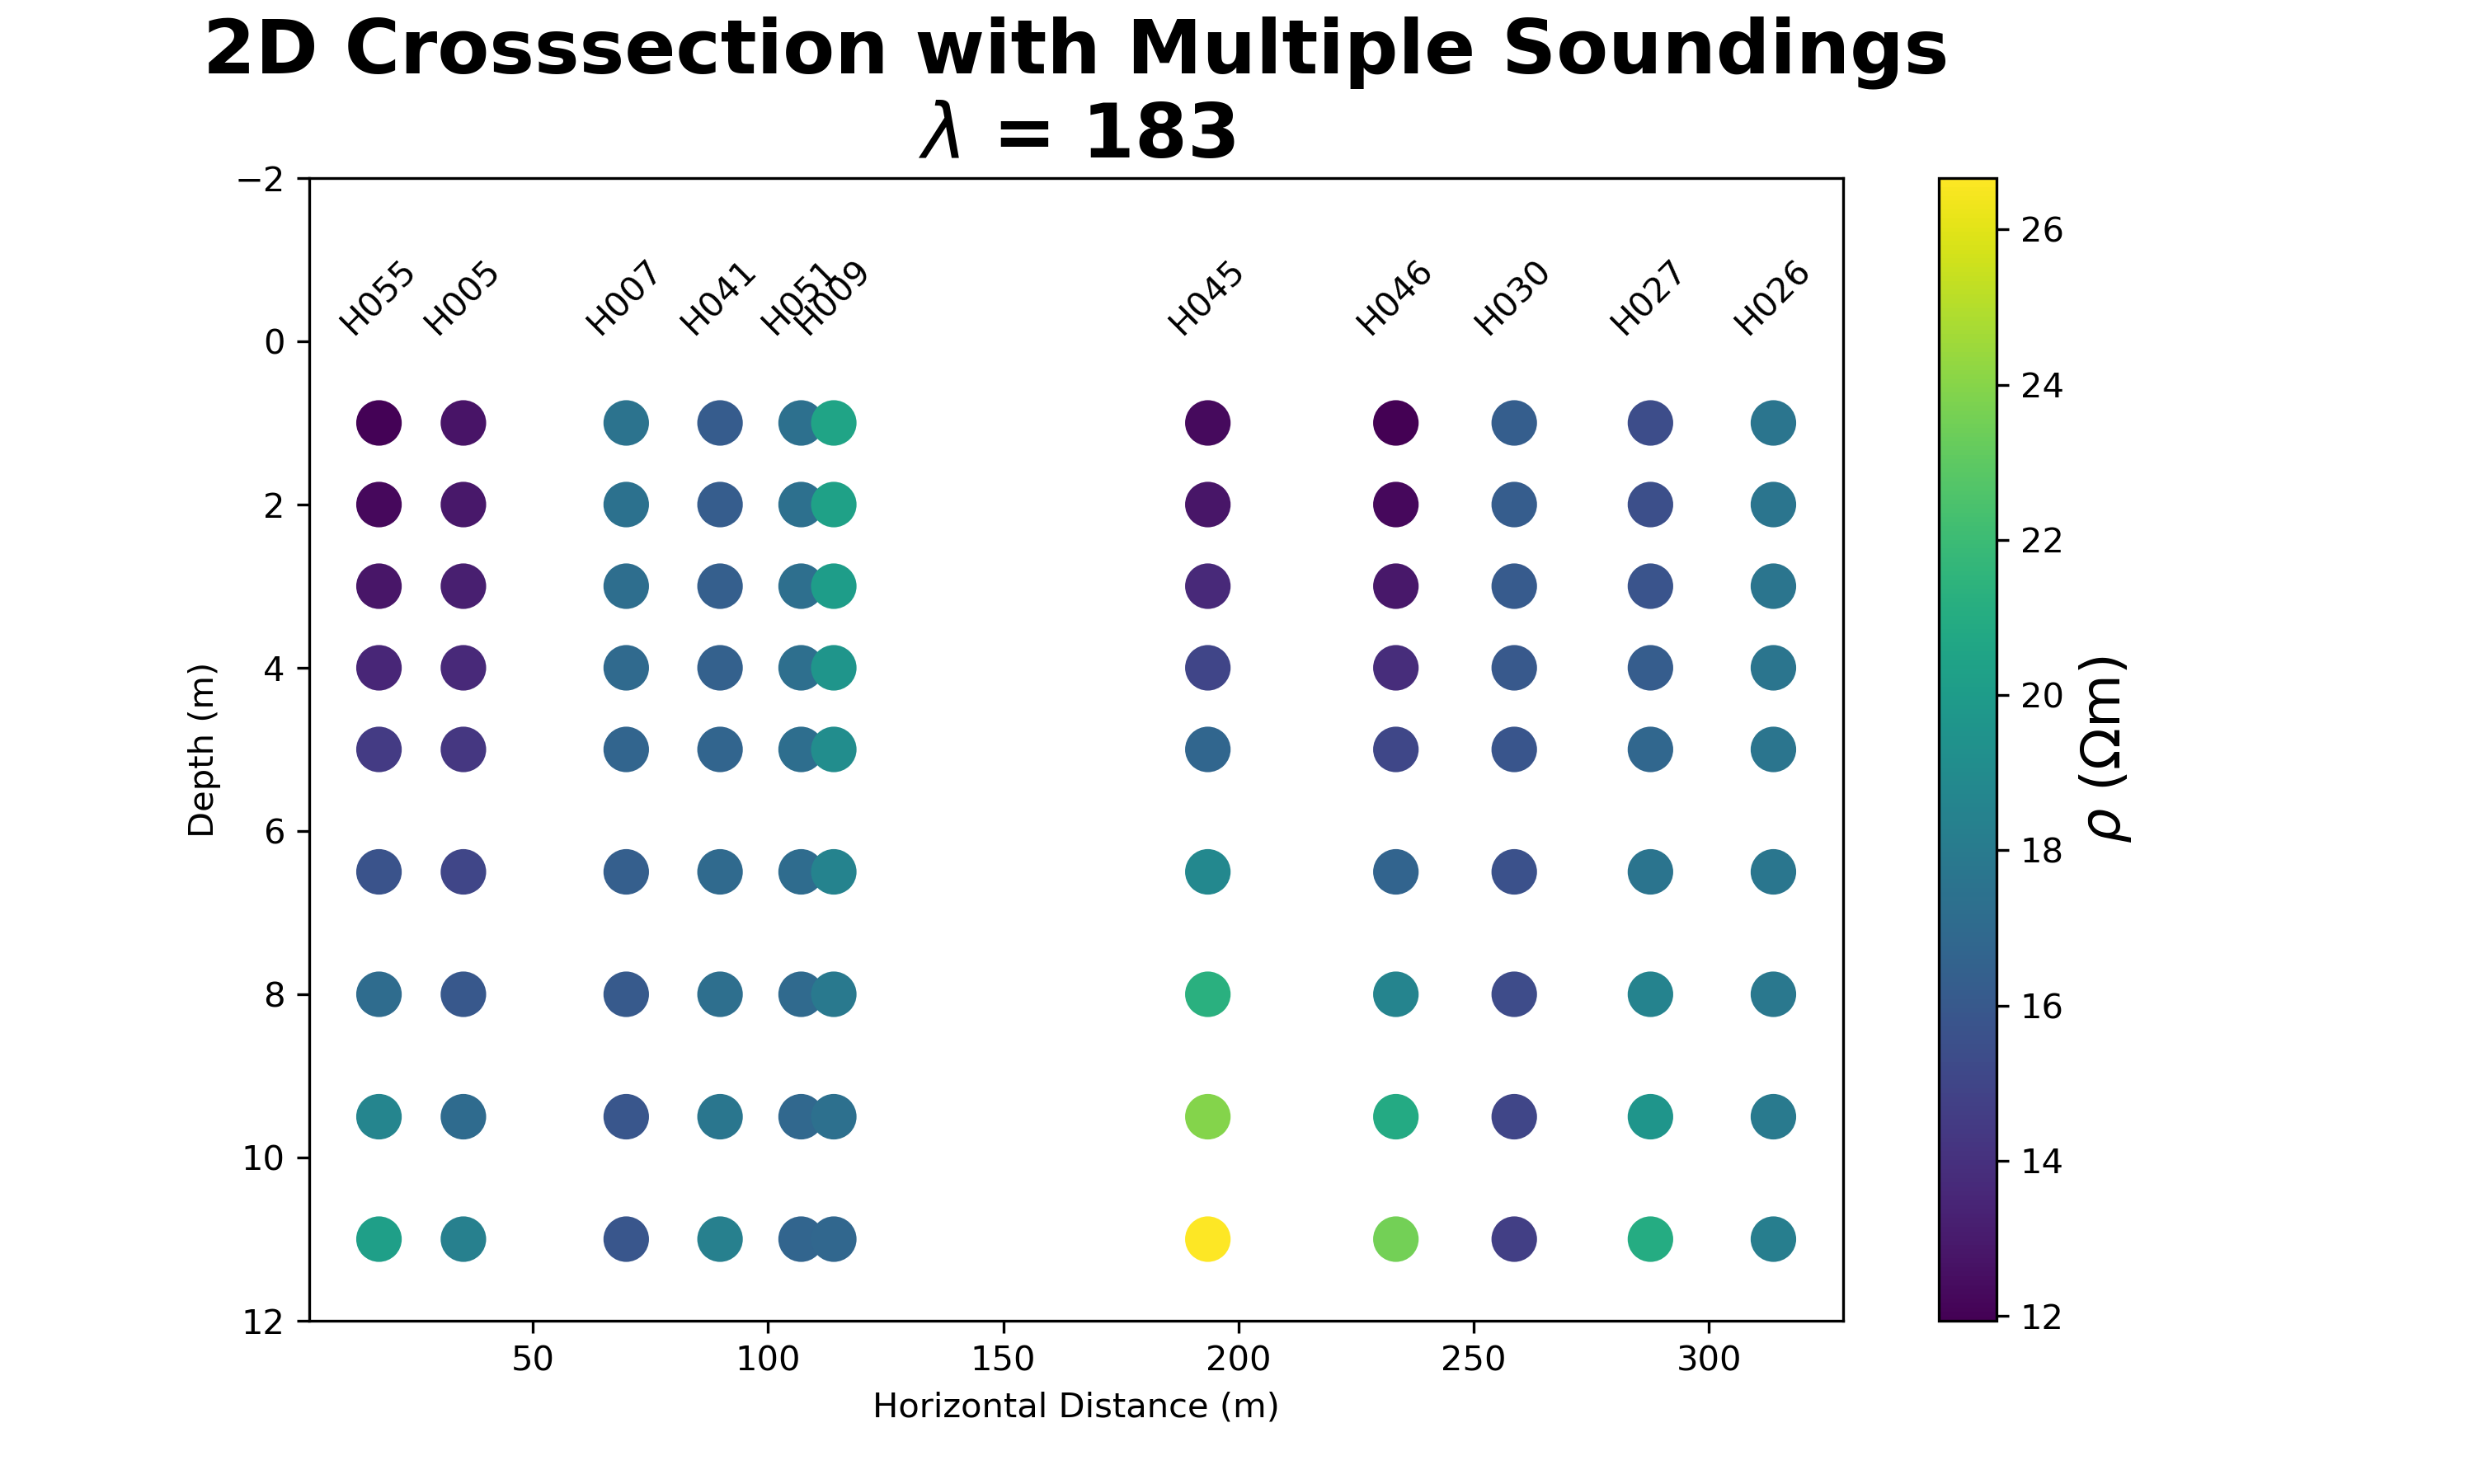 2D Crosssection with Multiple Soundings
λ = 183
−2
0
2
4
6
8
10
12
Depth (m)
H055
H005
H007
H041
H051
H009
H045
H046
H030
H027
H026
50
100
150
200
250
300
Horizontal Distance (m)
26
24
22
20
18
16
14
12
ρ (Ωm)